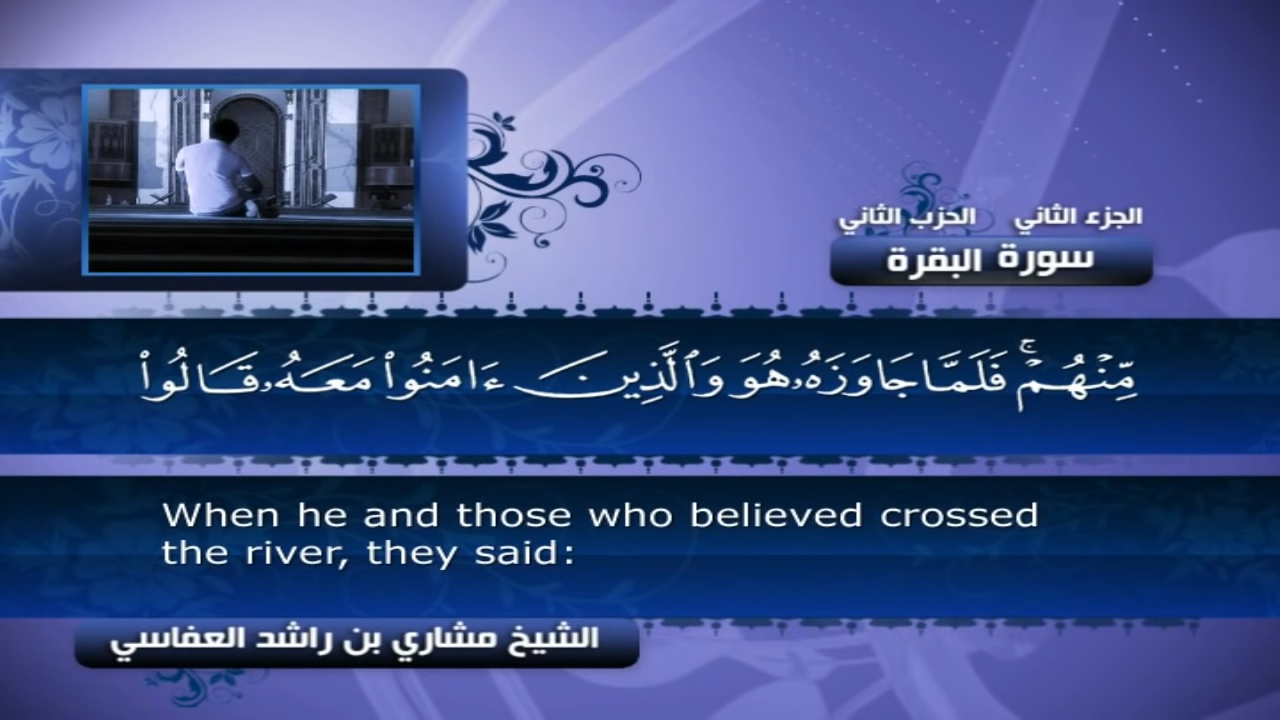 الجزء الثاني الحزب الثاني
سورة البقرة
مِّنْهُمْ ۚ فَلَمَّا جَاوَزَهُۥ هُوَ وَٱلَّذِينَ ءَامَنُوا۟ مَعَهُۥ قَالُوا۟
When he and those who believed crossed
the river, they said:
الشيخ مشاري بن راشد العفاسي